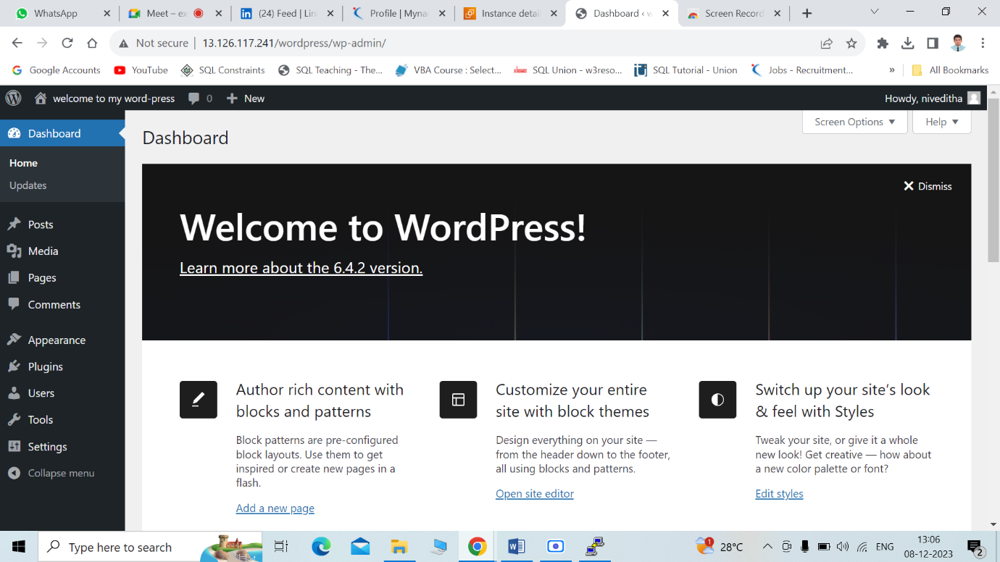 WhatsApp
Meet – ex
(24) Feed | Lin
Profile | Myna
Instance detai
Dashboard ‹ w
Screen Record
Not secure
13.126.117.241/wordpress/wp-admin/
Google Accounts
YouTube
SQL Constraints
SQL Teaching - The...
VBA Course : Select...
SQL Union - w3reso...
SQL Tutorial - Union
Jobs - Recruitment...
»
All Bookmarks
welcome to my word-press
0
New
Howdy, niveditha
Dashboard
Home
Updates
Posts
Media
Pages
Comments
Appearance
Plugins
Users
Tools
Settings
Collapse menu
Screen Options
Help
Dashboard
Dismiss
Welcome to WordPress!
Learn more about the 6.4.2 version.
Author rich content with
blocks and patterns
Block patterns are pre-configured
block layouts. Use them to get
inspired or create new pages in a
flash.
Add a new page
Customize your entire
site with block themes
Design everything on your site —
from the header down to the footer,
all using blocks and patterns.
Open site editor
Switch up your site’s look
& feel with Styles
Tweak your site, or give it a whole
new look! Get creative — how about
a new color palette or font?
Edit styles
Type here to search
1
28°C
ENG
13:06
08-12-2023
2